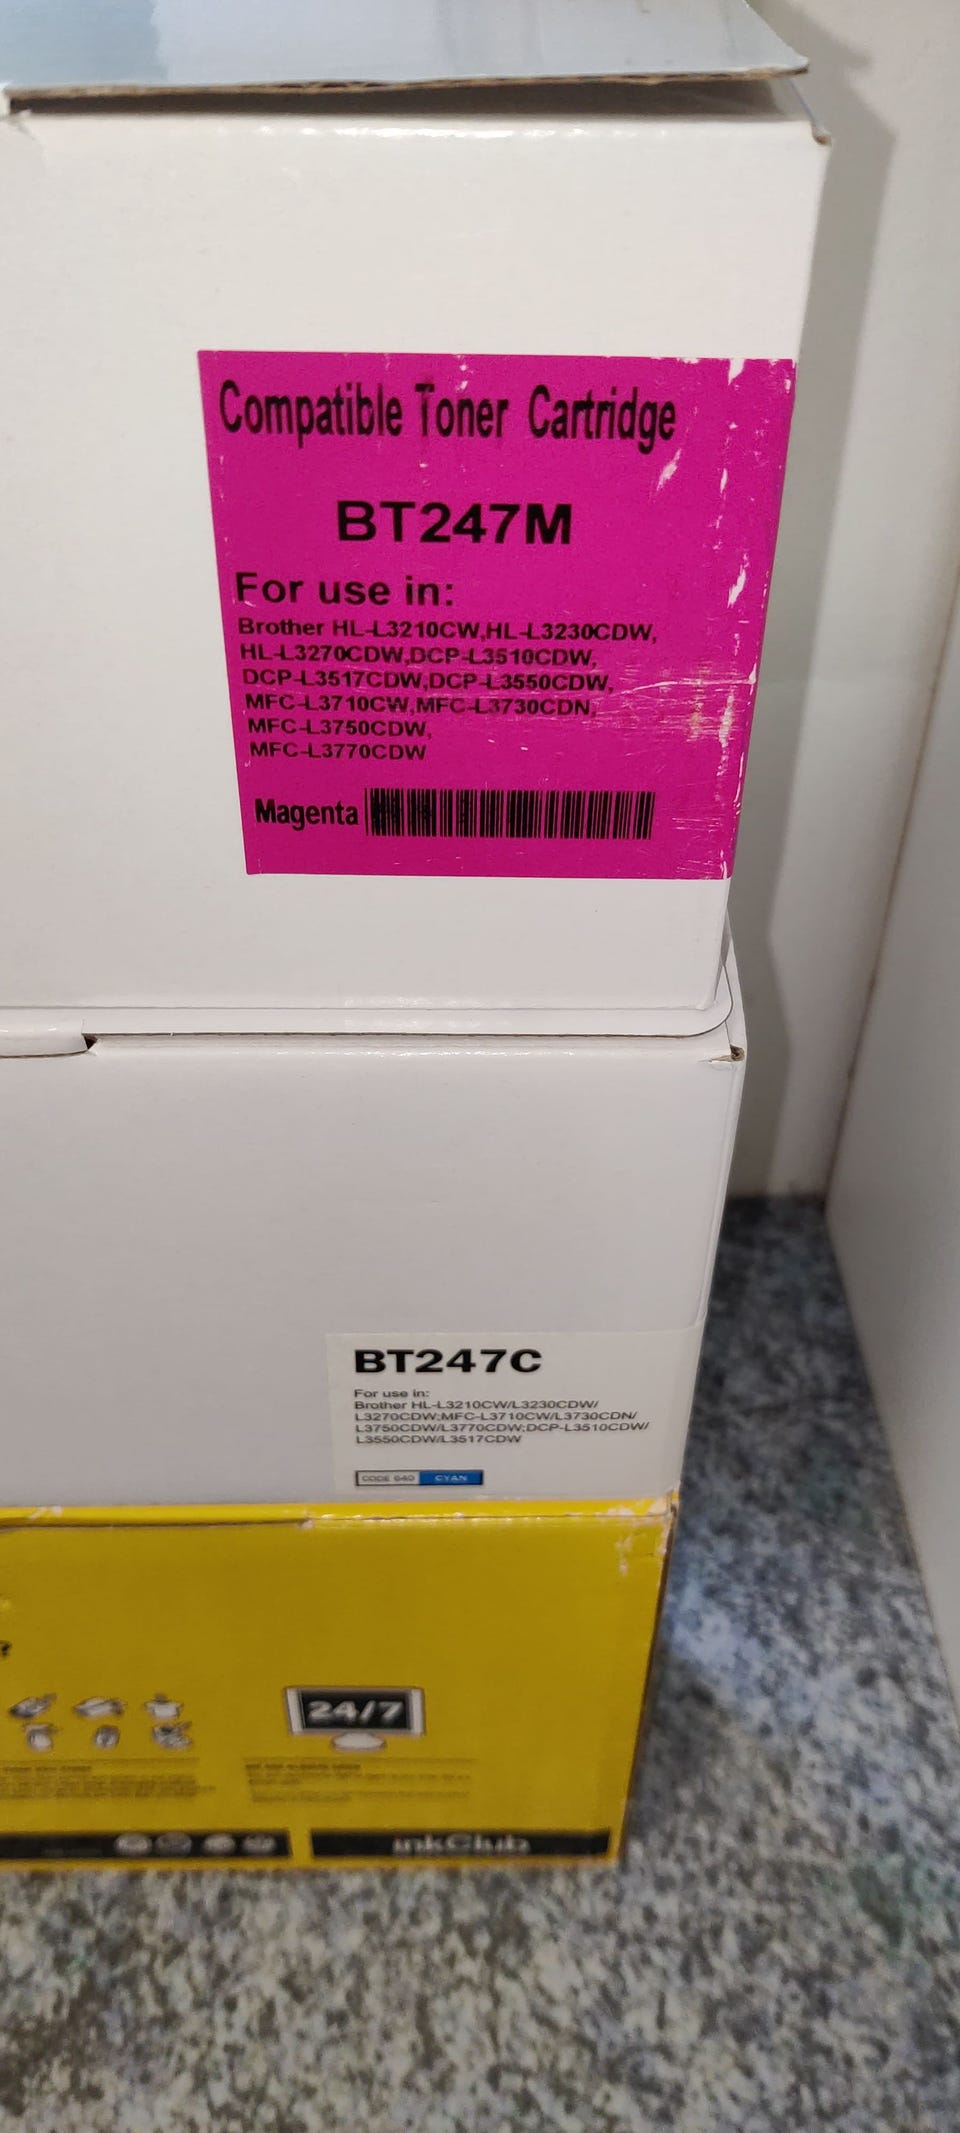 Compatible Toner Cartridge
BT247M
For use in:
Brother HL-L3210CW,HL-L3230CDW,
HL-L3270CDW,DCP-L3510CDW,
DCP-L3517CDW,DCP-L3550CDW,
MFC-L3710CW,MFC-L3730CDN,
MFC-L3750CDW,
MFC-L3770CDW
Magenta
BT247C
For use in:
Brother HL-L3210CW/L3230CDW/
L3270CDW;MFC-L3710CW/L3730CDN/
L3750CDW/L3770CDW;DCP-L3510CDW/
L3550CDW/L3517CDW
CODE 040 CYAN
?
24/7
inkClub